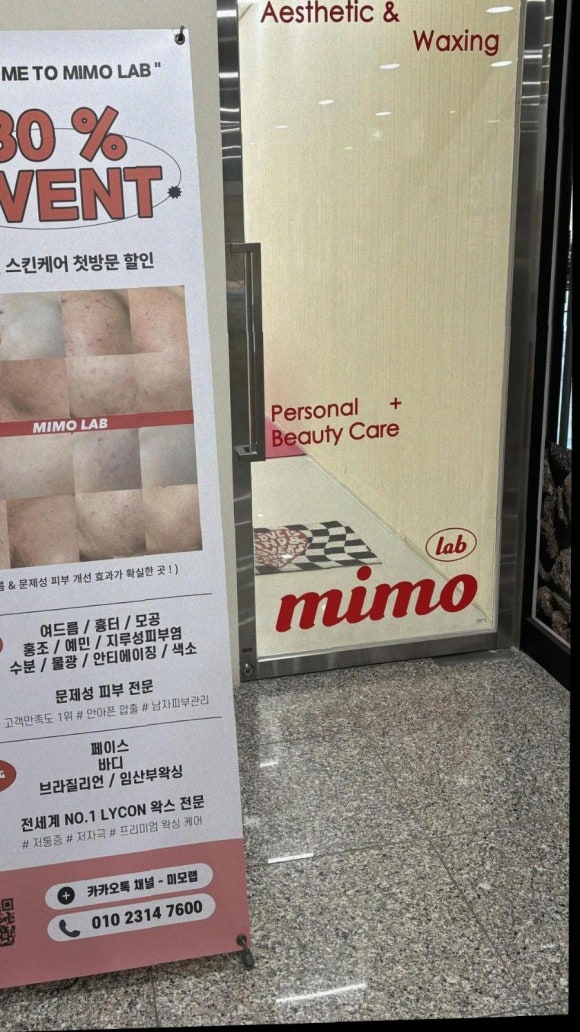 ME TO MIMO LAB"
30 %
VENT
스킨케어 첫방문 할인
MIMO LAB
& 문제성 피부 개선 효과가 확실한 곳 ! )
여드름 / 흉터 / 모공
홍조 / 예민 / 지루성피부염
수분 / 물광 / 안티에이징 / 색소
문제성 피부 전문
고객만족도 1위 # 안아픈 압출 # 남자피부관리
페이스
바디
브라질리언 / 임산부왁싱
전세계 NO.1 LYCON 왁스 전문
# 저통증 # 저자극 # 프리미엄 왁싱 케어
카카오톡 채널 - 미모랩
010 2314 7600
Aesthetic &
Waxing
Personal +
Beauty Care
lab
mimo